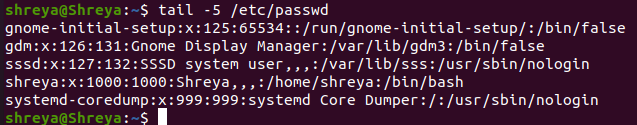 shreya@Shreya:~$ tail -5 /etc/passwd
gnome-initial-setup:x:125:65534::/run/gnome-initial-setup/:/bin/false
gdm:x:126:131:Gnome Display Manager:/var/lib/gdm3:/bin/false
sssd:x:127:132:SSSD system user,,,:/var/lib/sss:/usr/sbin/nologin
shreya:x:1000:1000:Shreya,,,:/home/shreya:/bin/bash
systemd-coredump:x:999:999:systemd Core Dumper:/:/usr/sbin/nologin
shreya@Shreya:~$